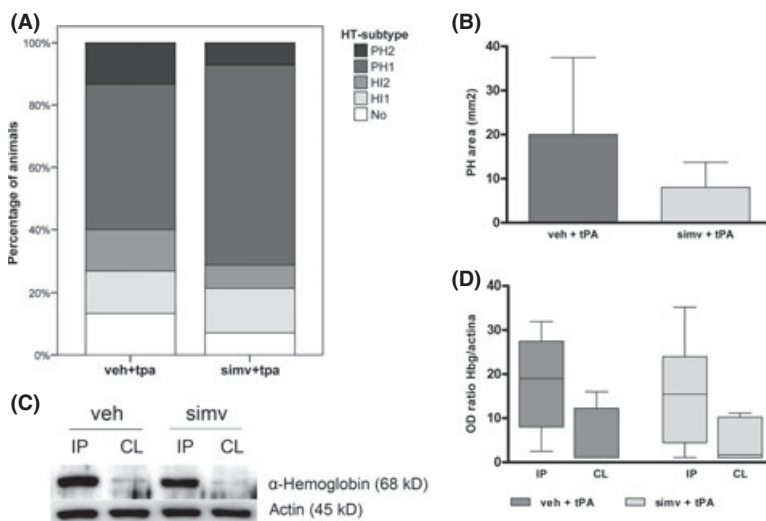 (A)
HT-subtype
PH2
PH1
HI2
HI1
No
100%
80%
60%
40%
20%
0%
Percentage of animals
veh+tpa
simv+tpa
(B)
40
30
20
10
0
PH area (mm2)
veh + tPA
simv + tPA
(C)
veh
simv
IP
CL
IP
CL
α-Hemoglobin (68 kD)
Actin (45 kD)
(D)
40
30
20
10
0
OD ratio Hbg/actina
IP
CL
IP
CL
veh + tPA
simv + tPA